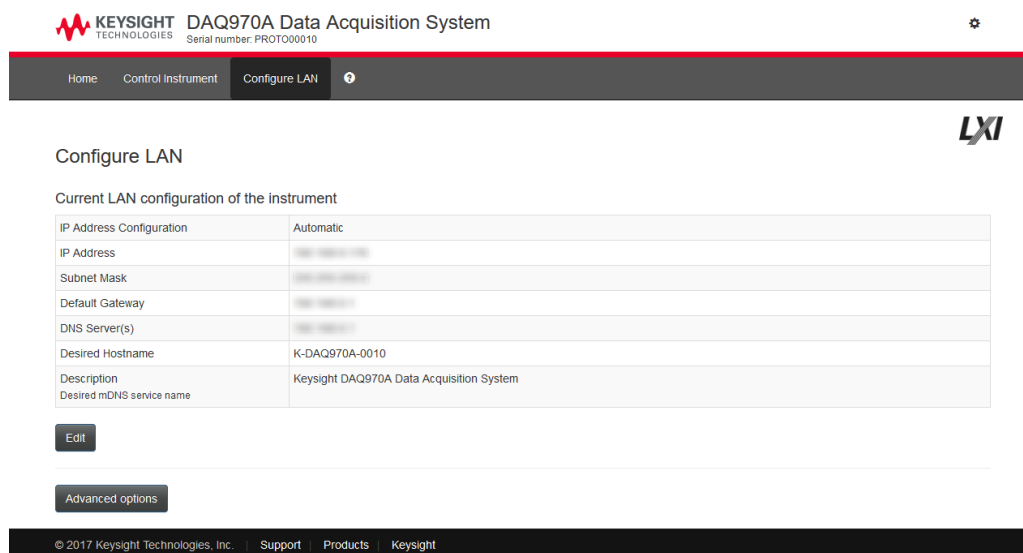 KEYSIGHT
TECHNOLOGIES
DAQ970A Data Acquisition System
Serial number: PROTO00010
Home Control Instrument Configure LAN ?
LXI
Configure LAN
Current LAN configuration of the instrument
IP Address Configuration Automatic
IP Address
Subnet Mask
Default Gateway
DNS Server(s)
Desired Hostname K-DAQ970A-0010
Description Keysight DAQ970A Data Acquisition System
Desired mDNS service name
Edit
Advanced options
© 2017 Keysight Technologies, Inc. | Support | Products | Keysight